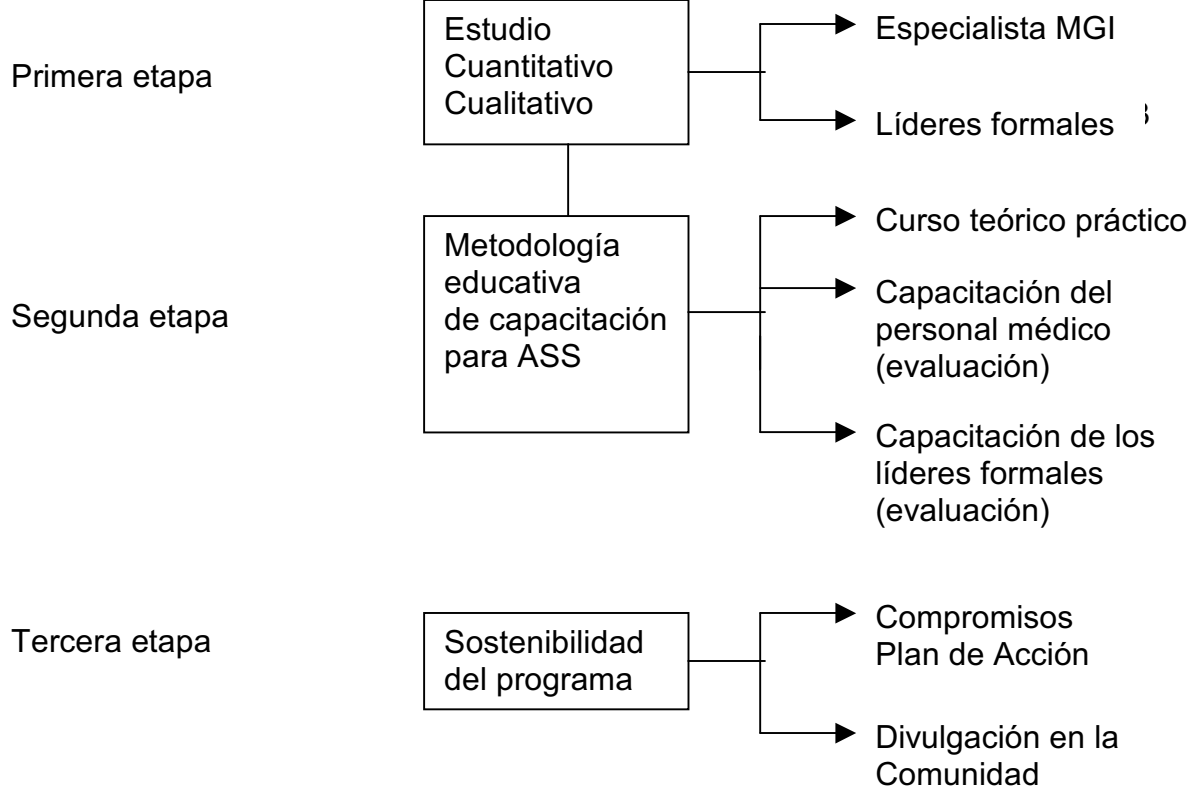 Primera etapa
Estudio
Cuantitativo
Cualitativo
Especialista MGI
Líderes formales
Segunda etapa
Metodología
educativa
de capacitación
para ASS
Curso teórico práctico
Capacitación del
personal médico
(evaluación)
Capacitación de los
líderes formales
(evaluación)
Tercera etapa
Sostenibilidad
del programa
Compromisos
Plan de Acción
Divulgación en la
Comunidad